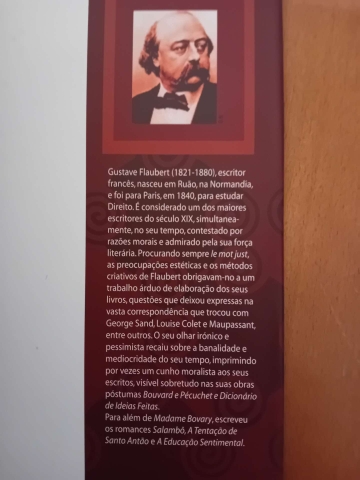 Gustave Flaubert (1821-1880), escritor
francês, nasceu em Ruão, na Normandia,
e foi para Paris, em 1840, para estudar
Direito. É considerado um dos maiores
escritores do século XIX, simultanea-
mente, no seu tempo, contestado por
razões morais e admirado pela sua força
literária. Procurando sempre le mot just,
as preocupações estéticas e os métodos
criativos de Flaubert obrigavam-no a um
trabalho árduo de elaboração dos seus
livros, questões que deixou expressas na
vasta correspondência que trocou com
George Sand, Louise Colet e Maupassant,
entre outros. O seu olhar irónico e
pessimista recaiu sobre a banalidade e
mediocridade do seu tempo, imprimindo
por vezes um cunho moralista aos seus
escritos, visível sobretudo nas suas obras
póstumas Bouvard e Pécuchet e Dicionário
de Ideias Feitas.
Para além de Madame Bovary, escreveu
os romances Salambô, A Tentação de
Santo Antão e A Educação Sentimental.